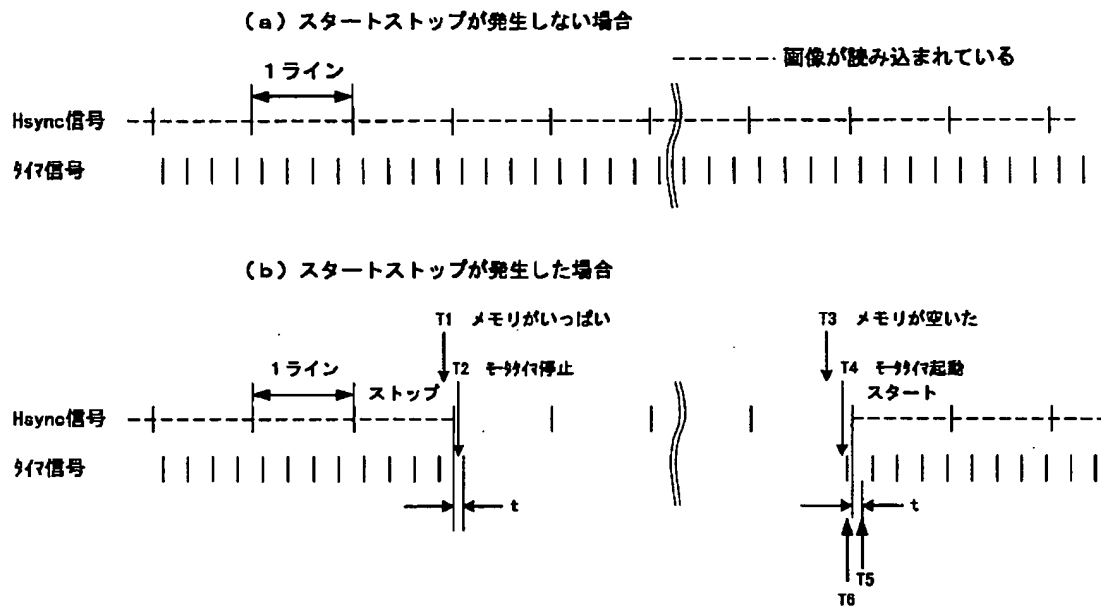 (a) スタートストップが発生しない場合
------- 画像が読み込まれている
1ライン
Hsync信号
ﾀｲﾏ信号
(b) スタートストップが発生した場合
T1 メモリがいっぱい
T3 メモリが空いた
T2 ﾓｰﾀﾀｲﾏ停止
T4 ﾓｰﾀﾀｲﾏ起動
1ライン
ストップ
スタート
Hsync信号
ﾀｲﾏ信号
t
t
T5
T6